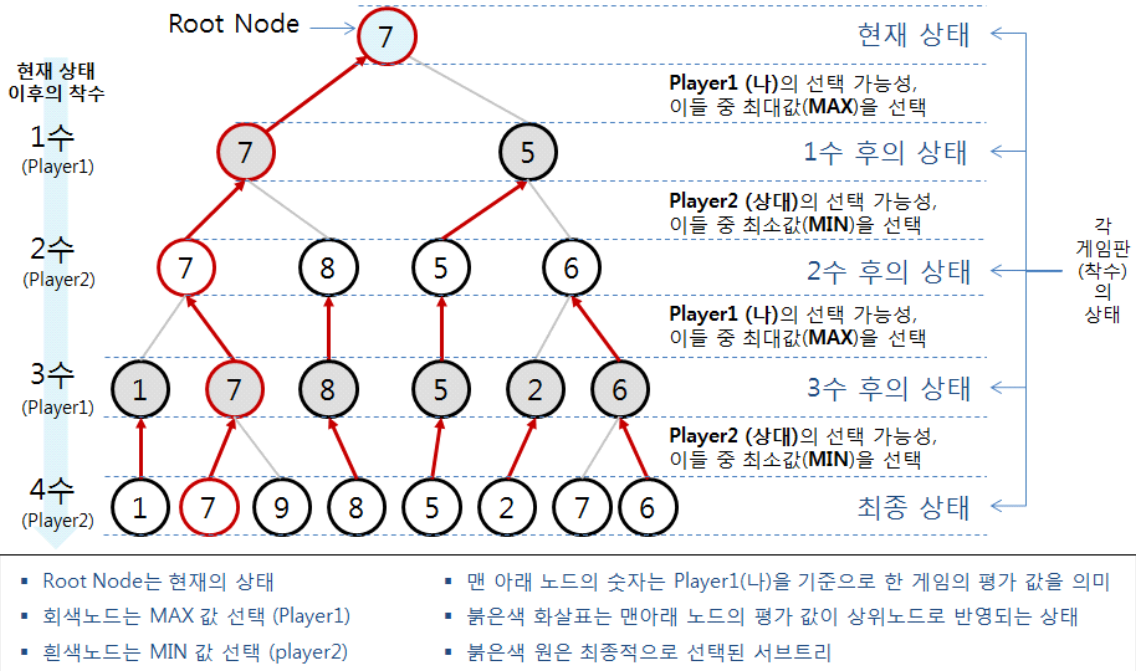 Root Node
7
현재 상태
현재 상태
이후의 착수
Player1 (나)의 선택 가능성,
이들 중 최대값(MAX)을 선택
1수
(Player1)
7
5
1수 후의 상태
Player2 (상대)의 선택 가능성,
이들 중 최소값(MIN)을 선택
2수
(Player2)
7
8
5
6
2수 후의 상태
각
게임판
(착수)
의
상태
Player1 (나)의 선택 가능성,
이들 중 최대값(MAX)을 선택
3수
(Player1)
1
7
8
5
2
6
3수 후의 상태
Player2 (상대)의 선택 가능성,
이들 중 최소값(MIN)을 선택
4수
(Player2)
1
7
9
8
5
2
7
6
최종 상태
▪ Root Node는 현재의 상태
▪ 회색노드는 MAX 값 선택 (Player1)
▪ 흰색노드는 MIN 값 선택 (player2)
▪ 맨 아래 노드의 숫자는 Player1(나)을 기준으로 한 게임의 평가 값을 의미
▪ 붉은색 화살표는 맨아래 노드의 평가 값이 상위노드로 반영되는 상태
▪ 붉은색 원은 최종적으로 선택된 서브트리